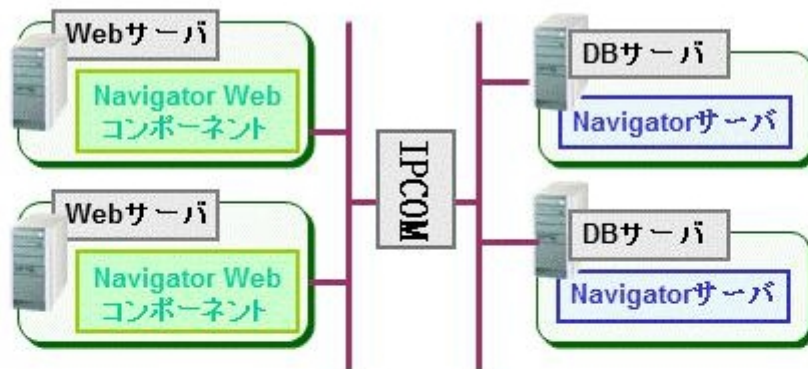 Webサーバ
Navigator Web
コンポーネント
Webサーバ
Navigator Web
コンポーネント
IPCOM
DBサーバ
Navigatorサーバ
DBサーバ
Navigatorサーバ